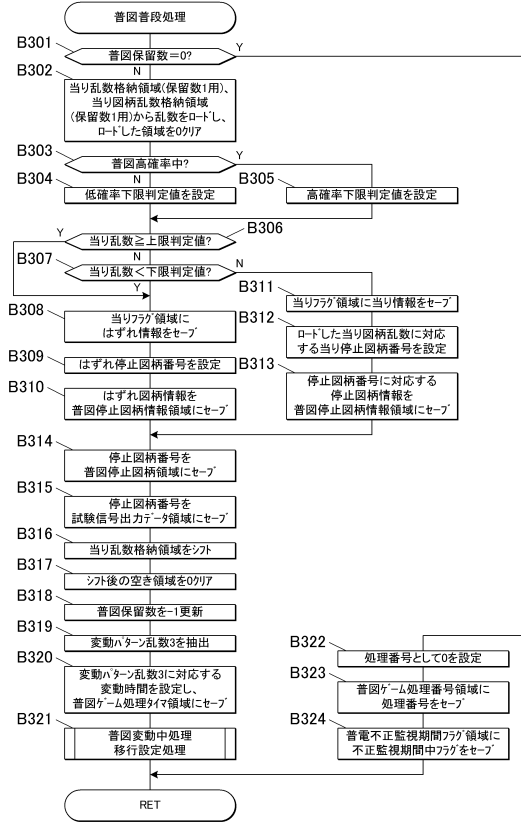 普図普段処理
B301
普図保留数＝0?
Y
N
B302
当り乱数格納領域(保留数1用)、
当り図柄乱数格納領域
(保留数1用)から乱数をﾛｰﾄﾞし、
ﾛｰﾄﾞした領域を0ｸﾘｱ
B303
普図高確率中?
Y
N
B304
低確率下限判定値を設定
B305
高確率下限判定値を設定
B306
当り乱数≧上限判定値?
Y
N
B307
当り乱数＜下限判定値?
N
Y
B308
当りﾌﾗｸﾞ領域に
はずれ情報をｾｰﾌﾞ
B309
はずれ停止図柄番号を設定
B310
はずれ図柄情報を
普図停止図柄情報領域にｾｰﾌﾞ
B311
当りﾌﾗｸﾞ領域に当り情報をｾｰﾌﾞ
B312
ﾛｰﾄﾞした当り図柄乱数に対応
する当り停止図柄番号を設定
B313
停止図柄番号に対応する
停止図柄情報を
普図停止図柄情報領域にｾｰﾌﾞ
B314
停止図柄番号を
普図停止図柄領域にｾｰﾌﾞ
B315
停止図柄番号を
試験信号出力ﾃﾞｰﾀ領域にｾｰﾌﾞ
B316
当り乱数格納領域をｼﾌﾄ
B317
ｼﾌﾄ後の空き領域を0ｸﾘｱ
B318
普図保留数を-1更新
B319
変動ﾊﾟﾀｰﾝ乱数3を抽出
B320
変動ﾊﾟﾀｰﾝ乱数3に対応する
変動時間を設定し、
普図ｹﾞｰﾑ処理ﾀｲﾏ領域にｾｰﾌﾞ
B321
普図変動中処理
移行設定処理
B322
処理番号として0を設定
B323
普図ｹﾞｰﾑ処理番号領域に
処理番号をｾｰﾌﾞ
B324
普電不正監視期間ﾌﾗｸﾞ領域に
不正監視期間中ﾌﾗｸﾞをｾｰﾌﾞ
RET